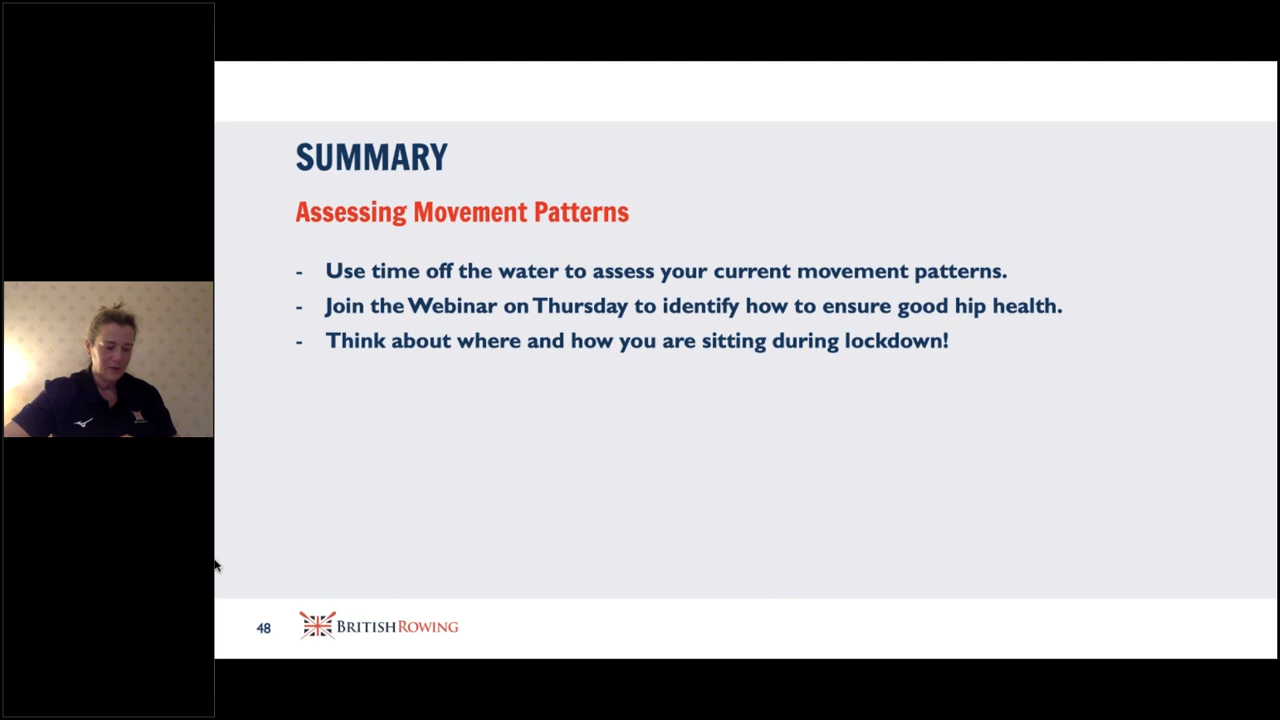 SUMMARY
Assessing Movement Patterns
- Use time off the water to assess your current movement patterns.
- Join the Webinar on Thursday to identify how to ensure good hip health.
- Think about where and how you are sitting during lockdown!
48
BRITISH ROWING